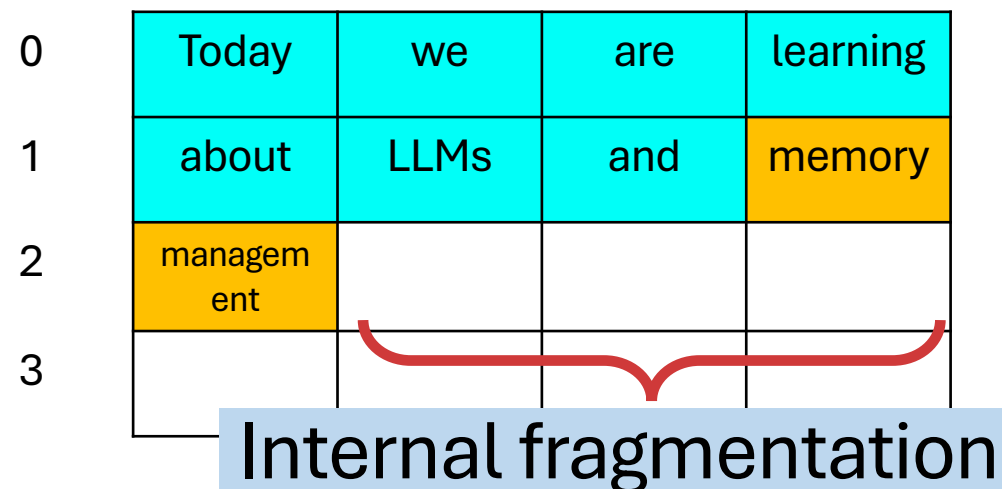 0 Today we are learning
1 about LLMs and memory
2 managem
ent
3
Internal fragmentation